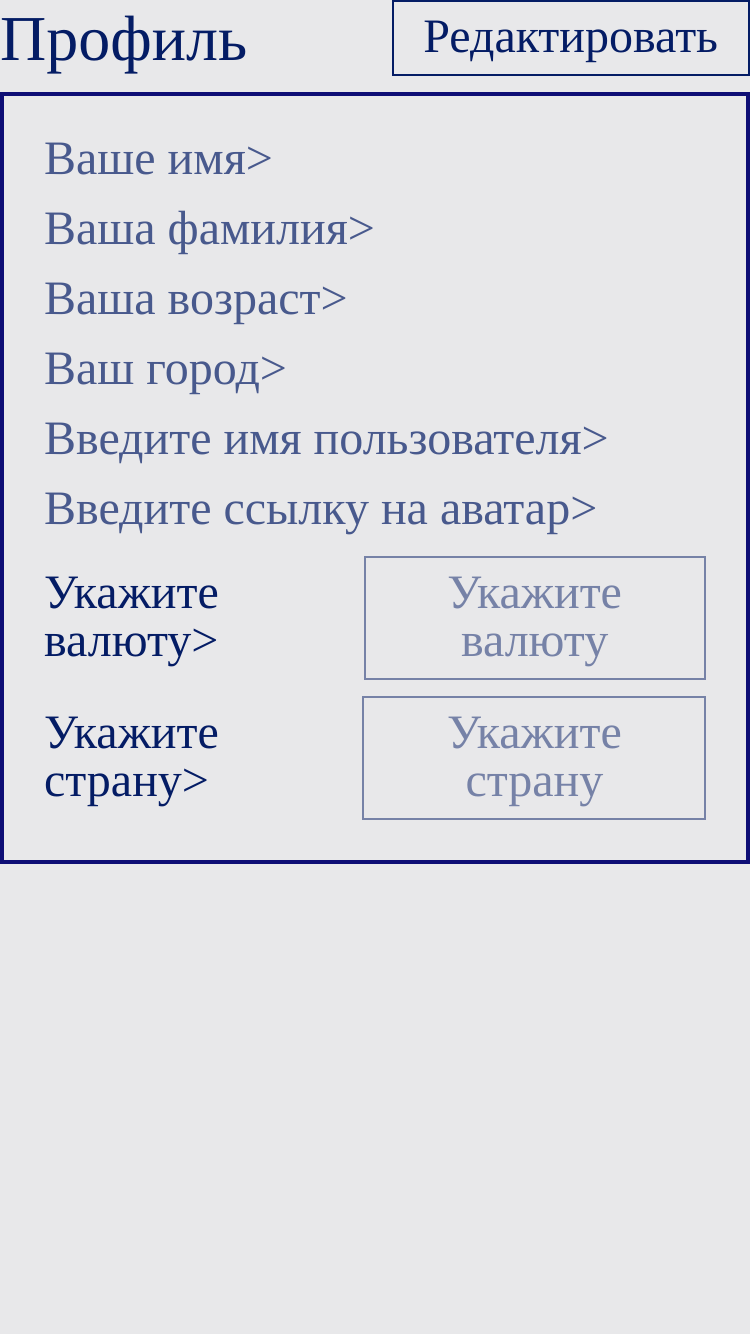 Профиль
Редактировать
Ваше имя>
Ваша фамилия>
Ваша возраст>
Ваш город>
Введите имя пользователя>
Введите ссылку на аватар>
Укажите
валюту>
Укажите
валюту
Укажите
страну>
Укажите
страну